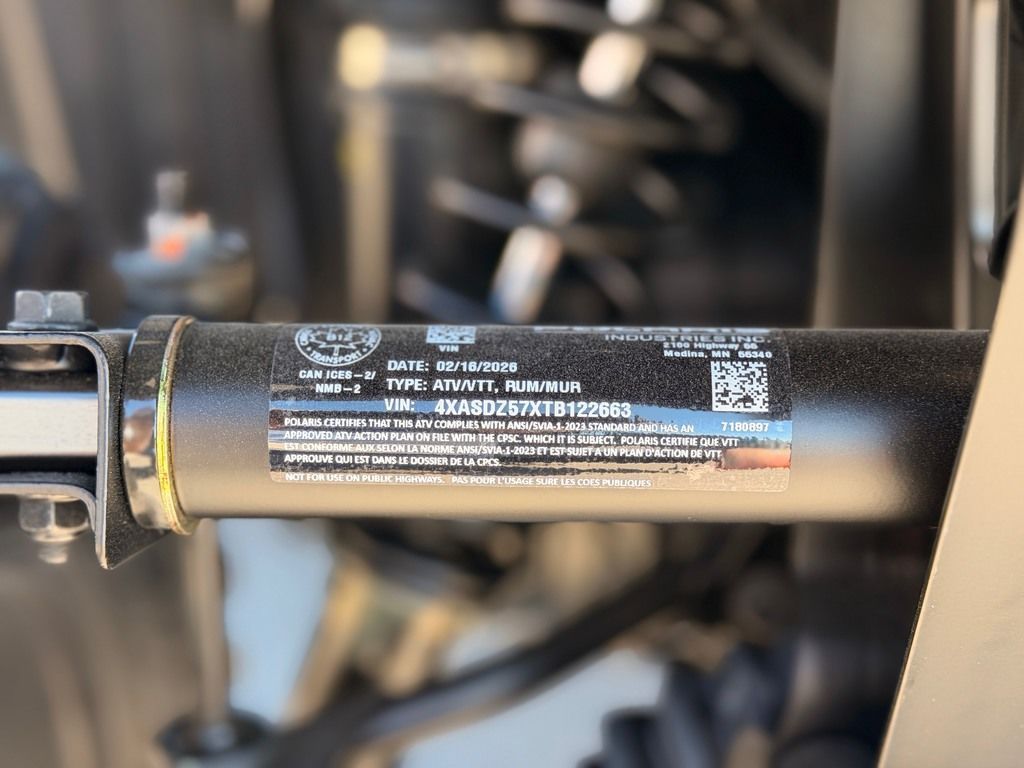 812
TRANSPORT
CAN ICES-2/
NMB-2
VIN
DATE: 02/16/2026
TYPE: ATV/VTT, RUM/MUR
VIN: 4XASDZ57XTB122663
INDUSTRIES INC.
2100 Highway 55
Medina, MN 55340
7180897
POLARIS CERTIFIES THAT THIS ATV COMPLIES WITH ANSI/SVIA-1-2023 STANDARD AND HAS AN
APPROVED ATV ACTION PLAN ON FILE WITH THE CPSC. WHICH IT IS SUBJECT. POLARIS CERTIFIE QUE VTT
EST CONFORME AUX SELON LA NORME ANSI/SVIA-1-2023 ET EST SUJET A UN PLAN D'ACTION DE VTT
APPROUVE QUI EST DANS LE DOSSIER DE LA CPCS.
NOT FOR USE ON PUBLIC HIGHWAYS. PAS POUR L'USAGE SURE LES COES PUBLIQUES